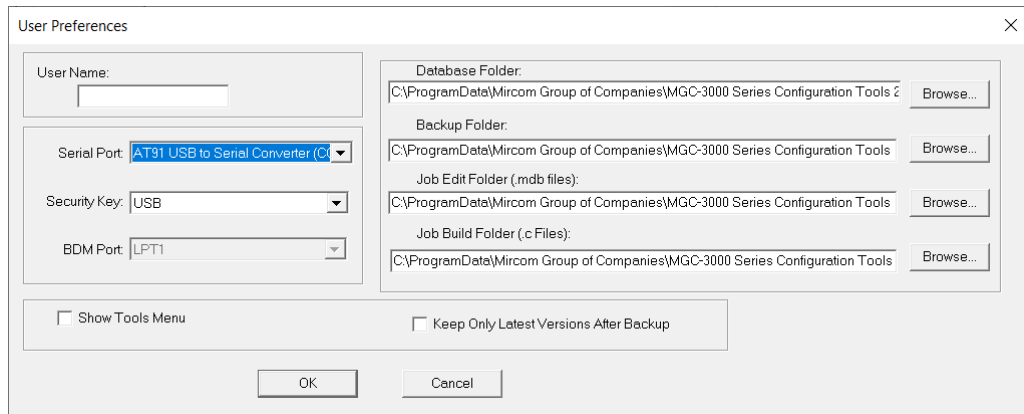 User Preferences
User Name:
Serial Port: AT91 USB to Serial Converter (CO
Security Key: USB
BDM Port: LPT1
Database Folder:
C:\ProgramData\Mircom Group of Companies\MGC-3000 Series Configuration Tools 2 Browse...
Backup Folder:
C:\ProgramData\Mircom Group of Companies\MGC-3000 Series Configuration Tools Browse...
Job Edit Folder (.mdb files):
C:\ProgramData\Mircom Group of Companies\MGC-3000 Series Configuration Tools Browse...
Job Build Folder (.c Files):
C:\ProgramData\Mircom Group of Companies\MGC-3000 Series Configuration Tools Browse...
Show Tools Menu
Keep Only Latest Versions After Backup
OK Cancel